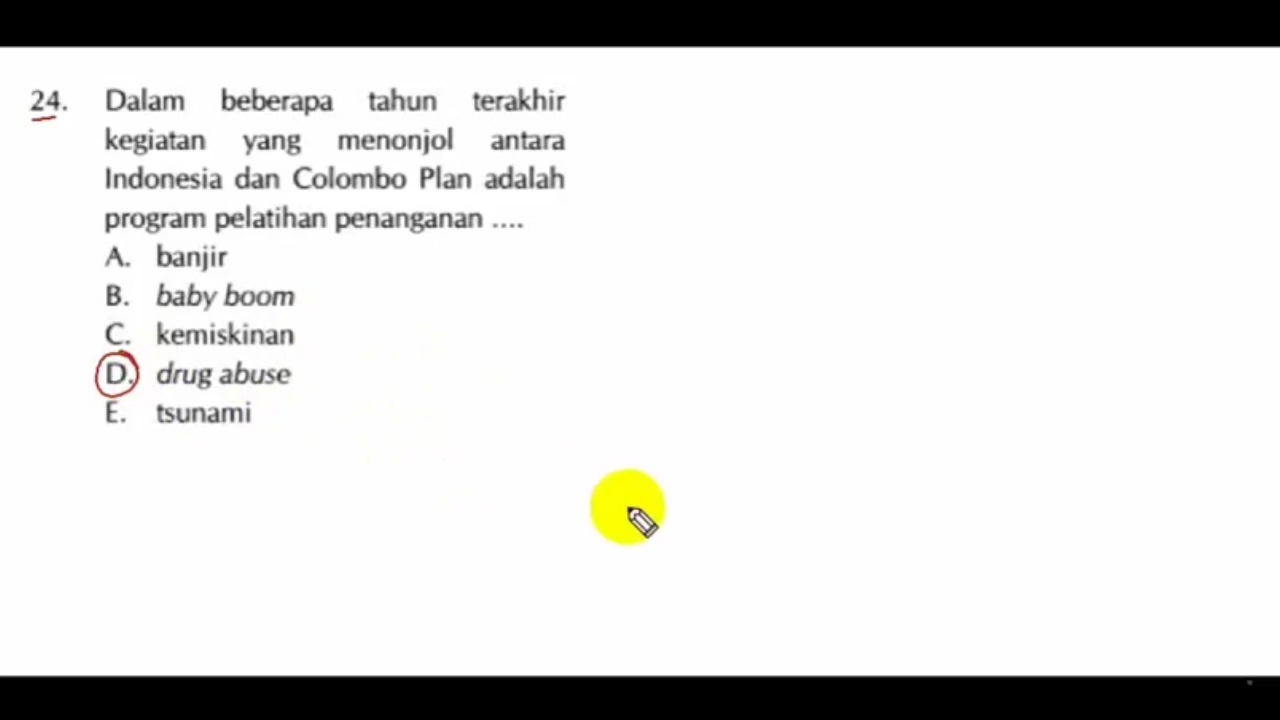 24. Dalam beberapa tahun terakhir
kegiatan yang menonjol antara
Indonesia dan Colombo Plan adalah
program pelatihan penanganan ....
A. banjir
B. baby boom
C. kemiskinan
D. drug abuse
E. tsunami